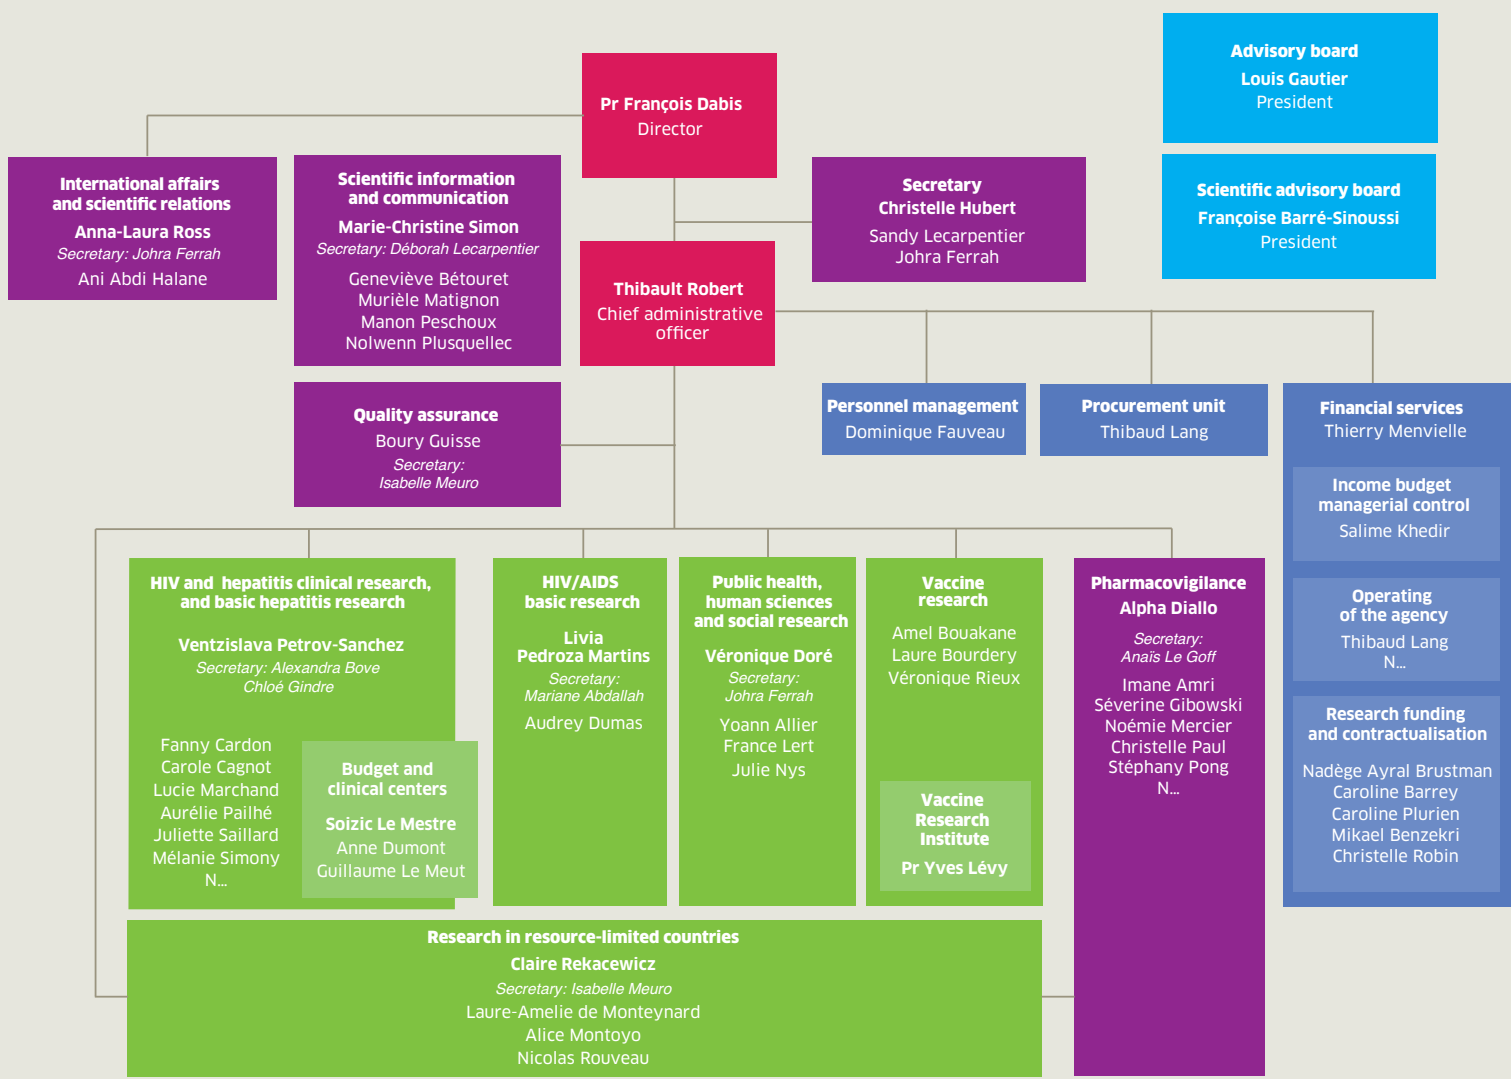 Advisory board
Louis Gautier
President
Pr François Dabis
Director
Scientific advisory board
Françoise Barré-Sinoussi
President
International affairs
and scientific relations
Anna-Laura Ross
Secretary: Johra Ferrah
Ani Abdi Halane
Scientific information
and communication
Marie-Christine Simon
Secretary: Déborah Lecarpentier
Geneviève Bétouret
Murièle Matignon
Manon Peschoux
Nolwenn Plusquellec
Secretary
Christelle Hubert
Sandy Lecarpentier
Johra Ferrah
Thibault Robert
Chief administrative
officer
Quality assurance
Boury Guisse
Secretary:
Isabelle Meuro
Personnel management
Dominique Fauveau
Procurement unit
Thibaud Lang
Financial services
Thierry Menvielle
Income budget
managerial control
Salime Khedir
Operating
of the agency
Thibaud Lang
N...
Research funding
and contractualisation
Nadège Ayral Brustman
Caroline Barrey
Caroline Plurien
Mikael Benzekri
Christelle Robin
HIV and hepatitis clinical research,
and basic hepatitis research
Ventzislava Petrov-Sanchez
Secretary: Alexandra Bove
Chloé Gindre
Fanny Cardon
Carole Cagnot
Lucie Marchand
Aurélie Pailhé
Juliette Saillard
Mélanie Simony
N...
Budget and
clinical centers
Soizic Le Mestre
Anne Dumont
Guillaume Le Meut
HIV/AIDS
basic research
Livia
Pedroza Martins
Secretary:
Mariane Abdallah
Audrey Dumas
Public health,
human sciences
and social research
Véronique Doré
Secretary:
Johra Ferrah
Yoann Allier
France Lert
Julie Nys
Vaccine
research
Amel Bouakane
Laure Bourdery
Véronique Rieux
Vaccine
Research
Institute
Pr Yves Lévy
Pharmacovigilance
Alpha Diallo
Secretary:
Anaïs Le Goff
Imane Amri
Séverine Gibowski
Noémie Mercier
Christelle Paul
Stéphany Pong
N...
Research in resource-limited countries
Claire Rekacewicz
Secretary: Isabelle Meuro
Laure-Amelie de Monteynard
Alice Montoyo
Nicolas Rouveau